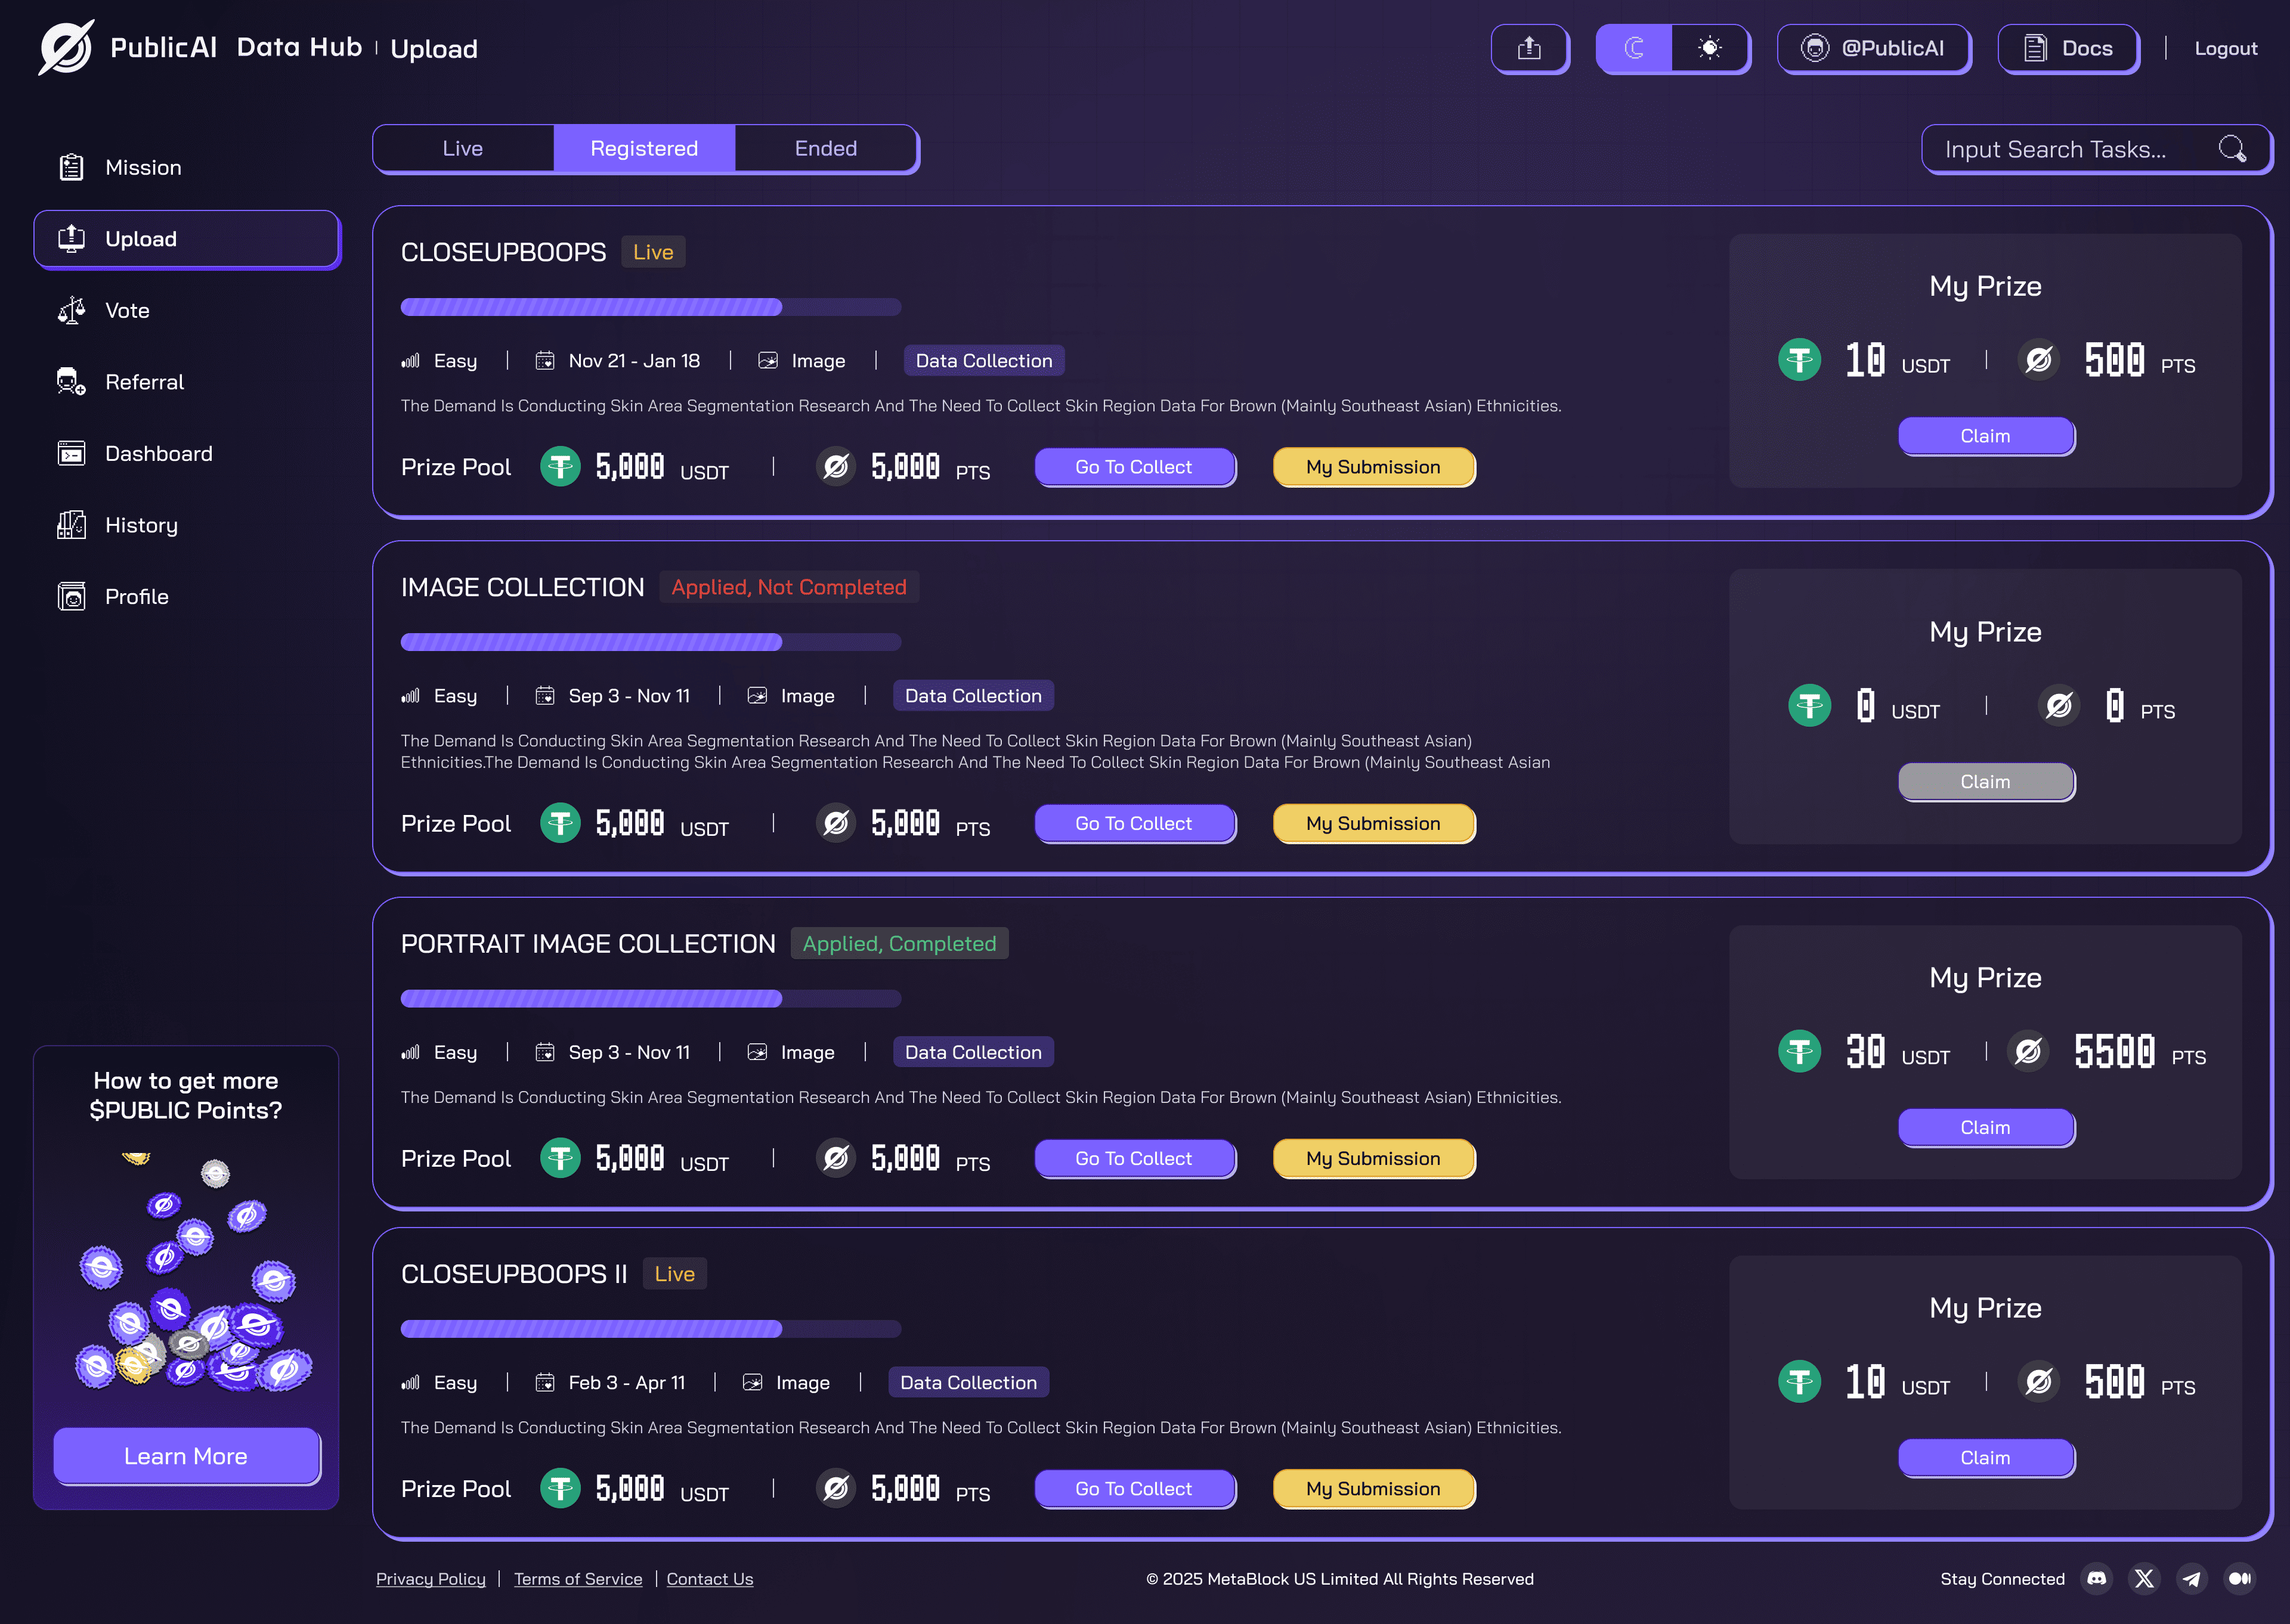 PublicAI Data Hub | Upload
@PublicAI
Docs
Logout
Mission
Upload
Vote
Referral
Dashboard
History
Profile
How to get more
$PUBLIC Points?
Learn More
Live
Registered
Ended
Input Search Tasks...
CLOSEUPBOOPS Live
Easy | Nov 21 - Jan 18 | Image | Data Collection
The Demand Is Conducting Skin Area Segmentation Research And The Need To Collect Skin Region Data For Brown (Mainly Southeast Asian) Ethnicities.
Prize Pool 5,000 USDT | 5,000 PTS Go To Collect My Submission
My Prize
10 USDT | 500 PTS
Claim
IMAGE COLLECTION Applied, Not Completed
Easy | Sep 3 - Nov 11 | Image | Data Collection
The Demand Is Conducting Skin Area Segmentation Research And The Need To Collect Skin Region Data For Brown (Mainly Southeast Asian)
Ethnicities.The Demand Is Conducting Skin Area Segmentation Research And The Need To Collect Skin Region Data For Brown (Mainly Southeast Asian
Prize Pool 5,000 USDT | 5,000 PTS Go To Collect My Submission
My Prize
0 USDT | 0 PTS
Claim
PORTRAIT IMAGE COLLECTION Applied, Completed
Easy | Sep 3 - Nov 11 | Image | Data Collection
The Demand Is Conducting Skin Area Segmentation Research And The Need To Collect Skin Region Data For Brown (Mainly Southeast Asian) Ethnicities.
Prize Pool 5,000 USDT | 5,000 PTS Go To Collect My Submission
My Prize
30 USDT | 5500 PTS
Claim
CLOSEUPBOOPS II Live
Easy | Feb 3 - Apr 11 | Image | Data Collection
The Demand Is Conducting Skin Area Segmentation Research And The Need To Collect Skin Region Data For Brown (Mainly Southeast Asian) Ethnicities.
Prize Pool 5,000 USDT | 5,000 PTS Go To Collect My Submission
My Prize
10 USDT | 500 PTS
Claim
Privacy Policy | Terms of Service | Contact Us
© 2025 MetaBlock US Limited All Rights Reserved
Stay Connected